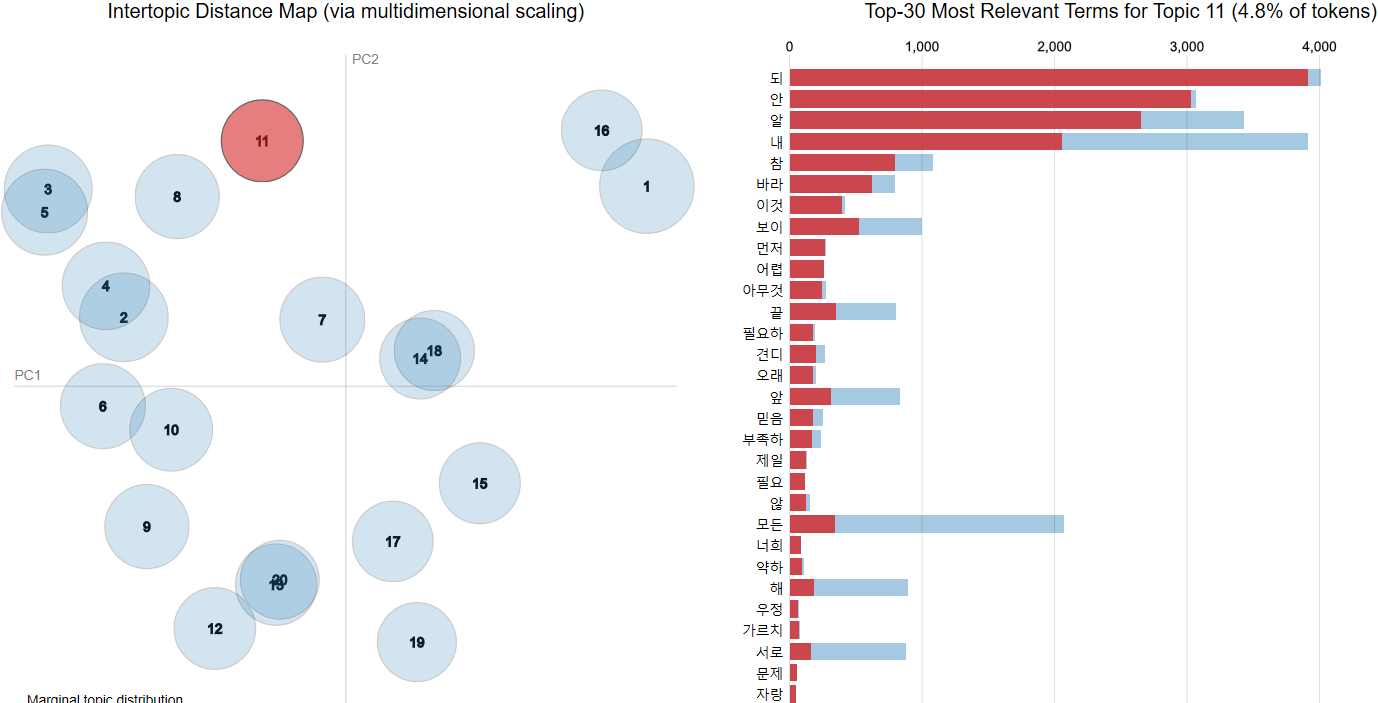 Intertopic Distance Map (via multidimensional scaling)
PC2
PC1
11
16
1
3
5
8
4
2
7
18
14
6
10
15
9
17
20
12
19
Marginal topic distribution
Top-30 Most Relevant Terms for Topic 11 (4.8% of tokens)
0 1,000 2,000 3,000 4,000
되
안
알
내
참
바라
이것
보이
먼저
어렵
아무것
끝
필요하
견디
오래
앞
믿음
부족하
제일
필요
않
모든
너희
약하
해
우정
가르치
서로
문제
자랑